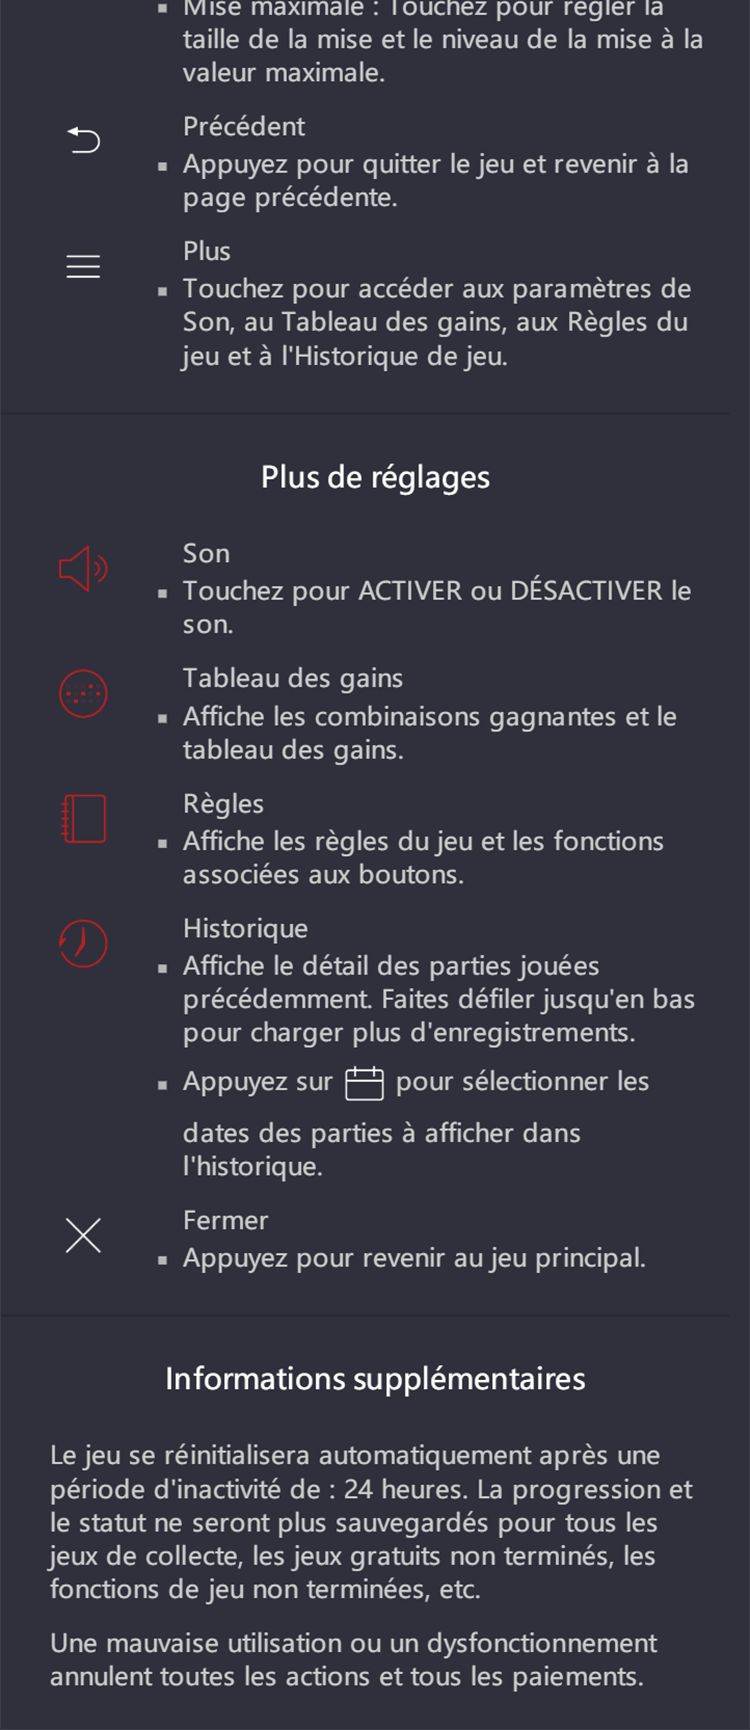 Mise maximale : Touchez pour régler la
taille de la mise et le niveau de la mise à la
valeur maximale.
Précédent
Appuyez pour quitter le jeu et revenir à la
page précédente.
Plus
Touchez pour accéder aux paramètres de
Son, au Tableau des gains, aux Règles du
jeu et à l'Historique de jeu.
Plus de réglages
Son
Touchez pour ACTIVER ou DÉSACTIVER le
son.
Tableau des gains
Affiche les combinaisons gagnantes et le
tableau des gains.
Règles
Affiche les règles du jeu et les fonctions
associées aux boutons.
Historique
Affiche le détail des parties jouées
précédemment. Faites défiler jusqu'en bas
pour charger plus d'enregistrements.
Appuyez sur pour sélectionner les
dates des parties à afficher dans
l'historique.
Fermer
Appuyez pour revenir au jeu principal.
Informations supplémentaires
Le jeu se réinitialisera automatiquement après une
période d'inactivité de : 24 heures. La progression et
le statut ne seront plus sauvegardés pour tous les
jeux de collecte, les jeux gratuits non terminés, les
fonctions de jeu non terminées, etc.
Une mauvaise utilisation ou un dysfonctionnement
annulent toutes les actions et tous les paiements.